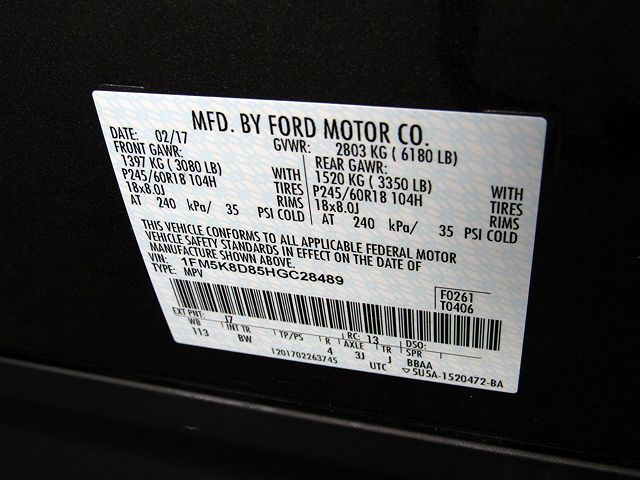 MFD. BY FORD MOTOR CO.
DATE: 02/17 GVWR: 2803 KG ( 6180 LB)
FRONT GAWR: REAR GAWR:
1397 KG ( 3080 LB) WITH 1520 KG ( 3350 LB) WITH
P245/60R18 104H TIRES P245/60R18 104H TIRES
18x8.0J RIMS 18x8.0J RIMS
AT 240 kPa/ 35 PSI COLD AT 240 kPa/ 35 PSI COLD
THIS VEHICLE CONFORMS TO ALL APPLICABLE FEDERAL MOTOR
VEHICLE SAFETY STANDARDS IN EFFECT ON THE DATE OF
MANUFACTURE SHOWN ABOVE.
VIN: 1FM5K8D85HGC28489 F0261
TYPE: MPV T0406
EXT PNT: J7 RC: 13 DSO:
WB INT TR TP/PS R AXLE TR SPR
113 BW 4 3J J BBAA
1201702263745 UTC ▽5U5A-1520472-BA